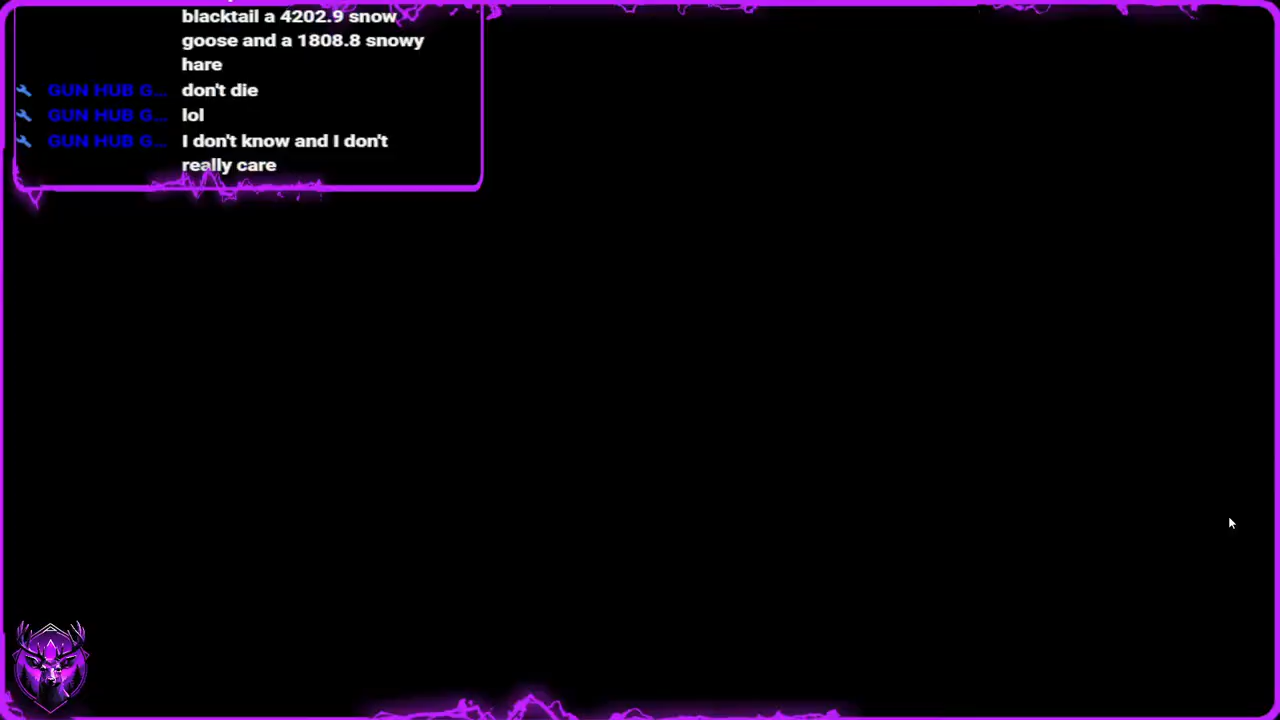 blacktail a 4202.9 snow
goose and a 1808.8 snowy
hare
GUN HUB G... don't die
GUN HUB G... lol
GUN HUB G... I don't know and I don't
really care